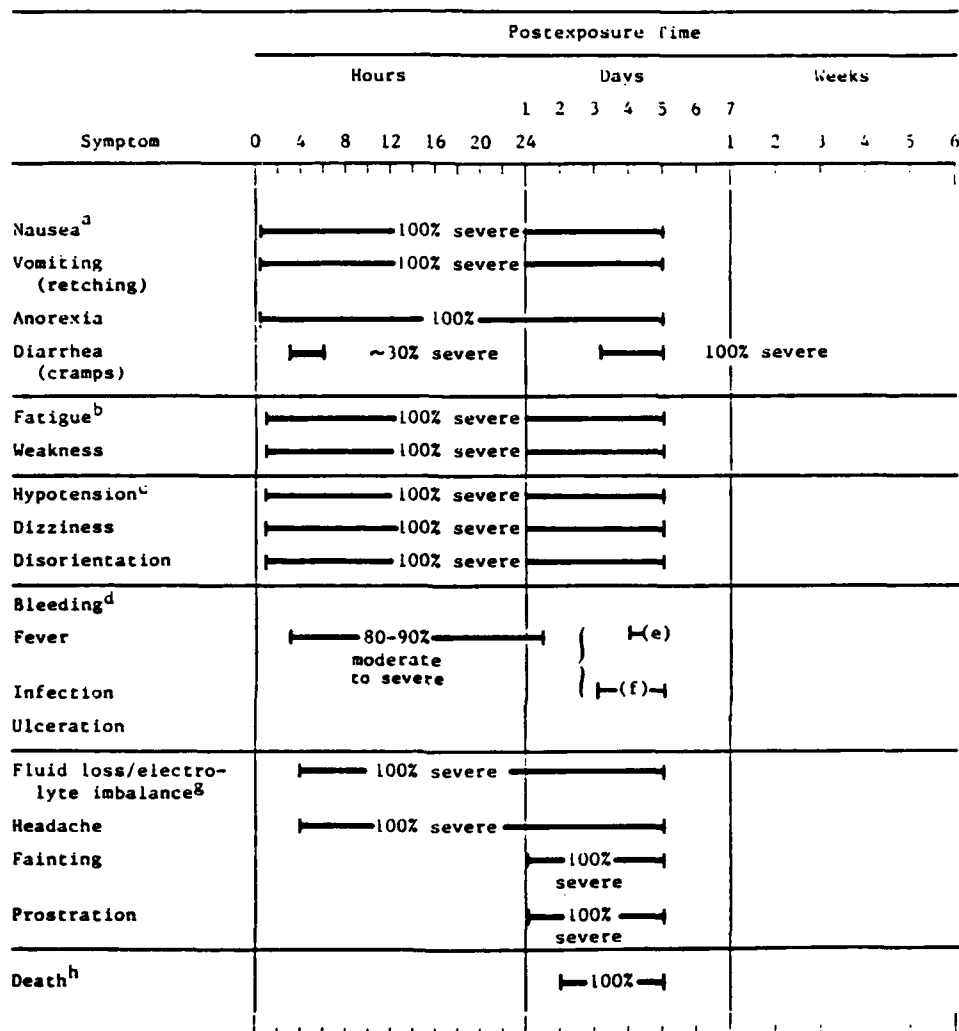 Postexposure Time
Hours Days Weeks
1 2 3 4 5 6 7
Symptom 0 4 8 12 16 20 24 1 2 3 4 5 6
Nausea^a 100% severe
Vomiting 100% severe
(retching)
Anorexia 100%
Diarrhea ~30% severe 100% severe
(cramps)
Fatigue^b 100% severe
Weakness 100% severe
Hypotension^c 100% severe
Dizziness 100% severe
Disorientation 100% severe
Bleeding^d
Fever 80-90% (e)
moderate
to severe
Infection (f)
Ulceration
Fluid loss/electro- 100% severe
lyte imbalance^g
Headache 100% severe
Fainting 100%
severe
Prostration 100%
severe
Death^h 100%